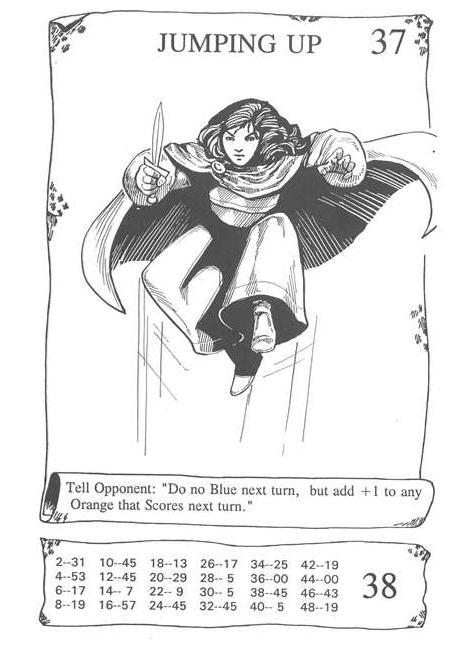 JUMPING UP 37
Tell Opponent: "Do no Blue next turn, but add +1 to any
Orange that Scores next turn."
2--31 10--45 18--13 26--17 34--25 42--19
4--53 12--45 20--29 28-- 5 36--00 44--00
6--17 14-- 7 22-- 9 30-- 5 38--45 46--43
8--19 16--57 24--45 32--45 40-- 5 48--19
38